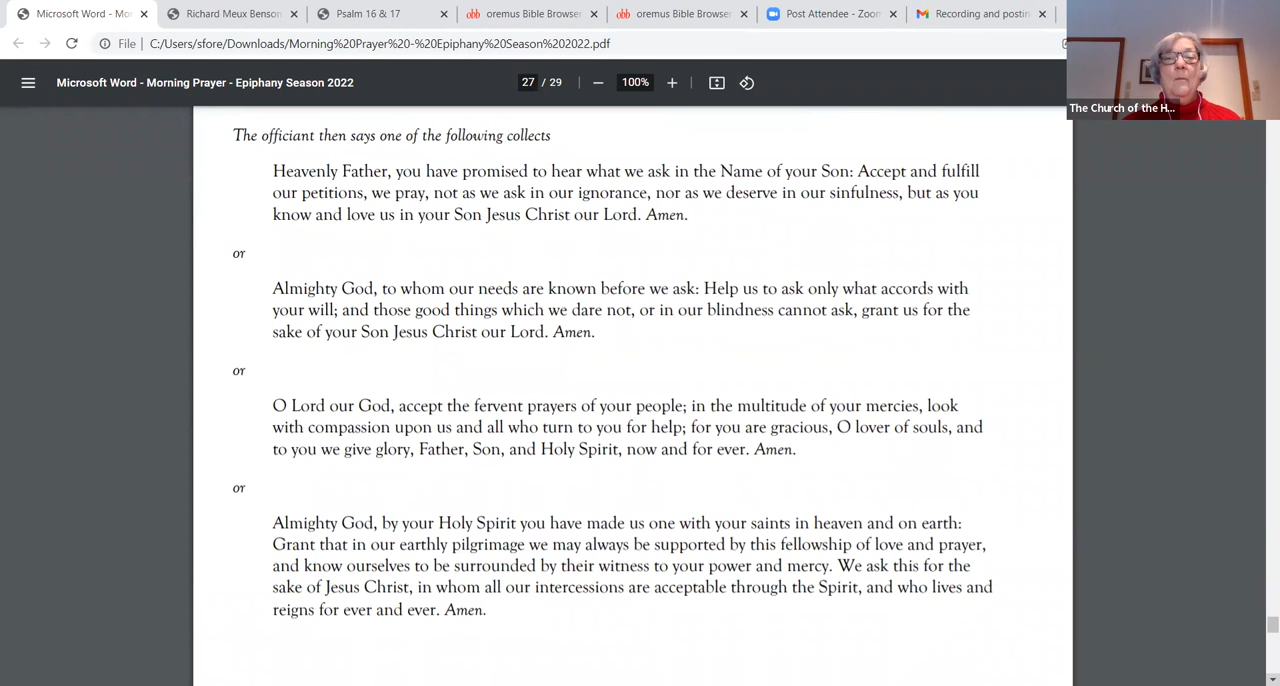 Microsoft Word - Mor
Richard Meux Benson
Psalm 16 & 17
obb oremus Bible Browser
obb oremus Bible Browser
Post Attendee - Zoom
Recording and postin
File | C:/Users/sfore/Downloads/Morning%20Prayer%20-%20Epiphany%20Season%202022.pdf
Microsoft Word - Morning Prayer - Epiphany Season 2022
27 / 29
100%
The Church of the H...
The officiant then says one of the following collects
Heavenly Father, you have promised to hear what we ask in the Name of your Son: Accept and fulfill
our petitions, we pray, not as we ask in our ignorance, nor as we deserve in our sinfulness, but as you
know and love us in your Son Jesus Christ our Lord. Amen.
or
Almighty God, to whom our needs are known before we ask: Help us to ask only what accords with
your will; and those good things which we dare not, or in our blindness cannot ask, grant us for the
sake of your Son Jesus Christ our Lord. Amen.
or
O Lord our God, accept the fervent prayers of your people; in the multitude of your mercies, look
with compassion upon us and all who turn to you for help; for you are gracious, O lover of souls, and
to you we give glory, Father, Son, and Holy Spirit, now and for ever. Amen.
or
Almighty God, by your Holy Spirit you have made us one with your saints in heaven and on earth:
Grant that in our earthly pilgrimage we may always be supported by this fellowship of love and prayer,
and know ourselves to be surrounded by their witness to your power and mercy. We ask this for the
sake of Jesus Christ, in whom all our intercessions are acceptable through the Spirit, and who lives and
reigns for ever and ever. Amen.